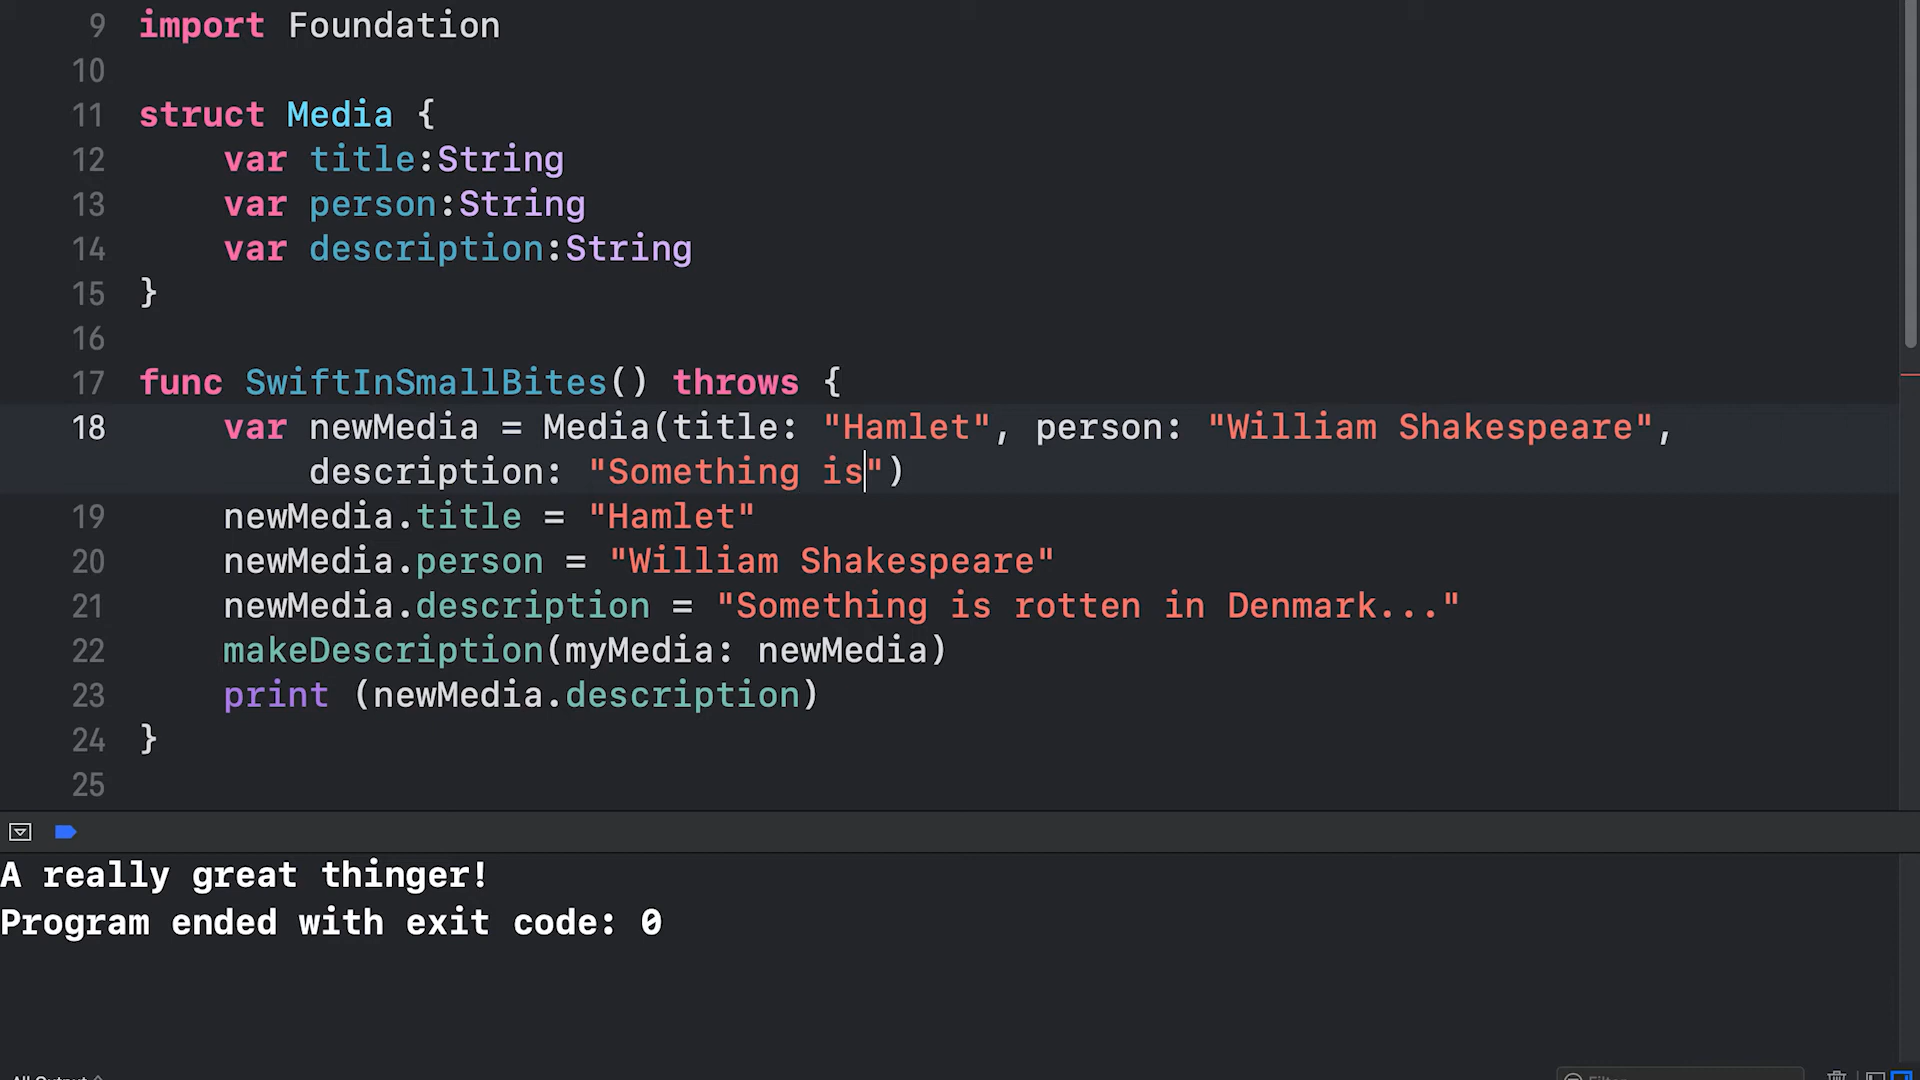 9 import Foundation
10
11 struct Media {
12 var title:String
13 var person:String
14 var description:String
15 }
16
17 func SwiftInSmallBites() throws {
18 var newMedia = Media(title: "Hamlet", person: "William Shakespeare",
description: "Something is")
19 newMedia.title = "Hamlet"
20 newMedia.person = "William Shakespeare"
21 newMedia.description = "Something is rotten in Denmark..."
22 makeDescription(myMedia: newMedia)
23 print (newMedia.description)
24 }
25
A really great thinger!
Program ended with exit code: 0